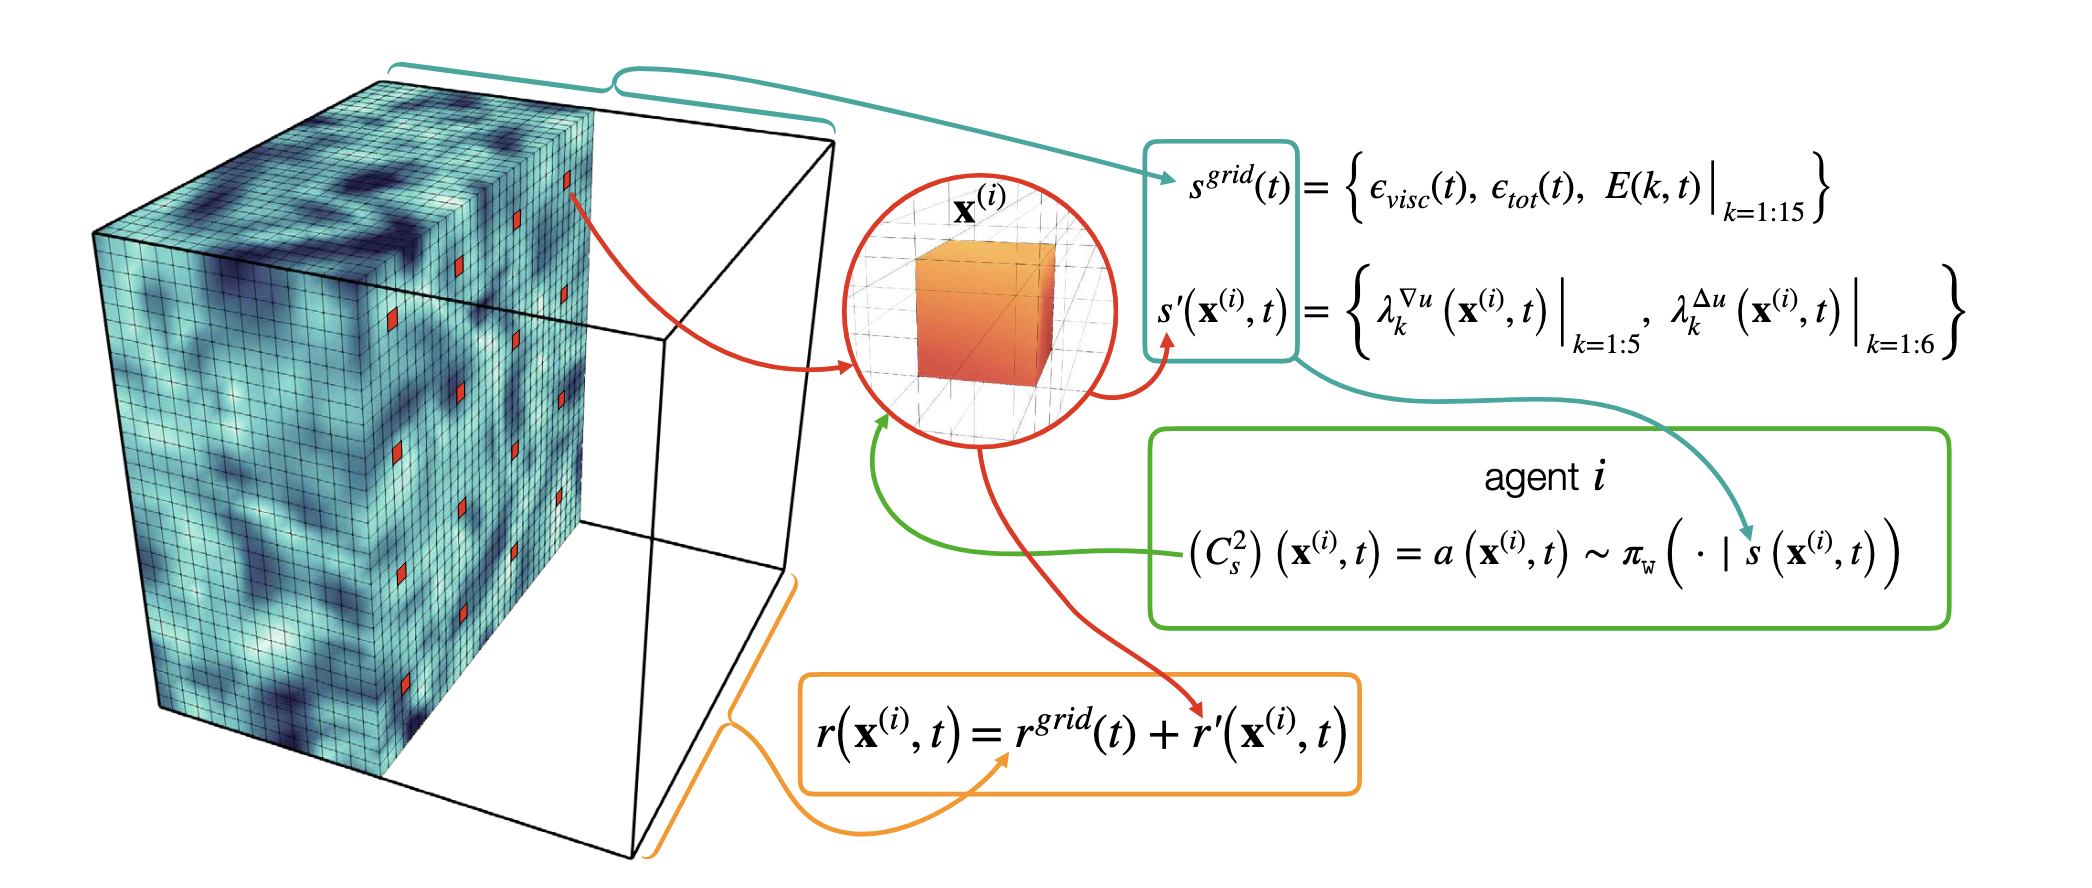 x^{(i)}
s^{grid}(t) = { ϵ_{visc}(t), ϵ_{tot}(t), E(k, t) |_{k=1:15} }
s′(x^{(i)}, t) = { λ_k^{∇u} (x^{(i)}, t) |_{k=1:5}, λ_k^{Δu} (x^{(i)}, t) |_{k=1:6} }
agent i
(C_s^2) (x^{(i)}, t) = a (x^{(i)}, t) ∼ π_w ( · | s (x^{(i)}, t) )
r(x^{(i)}, t) = r^{grid}(t) + r′(x^{(i)}, t)